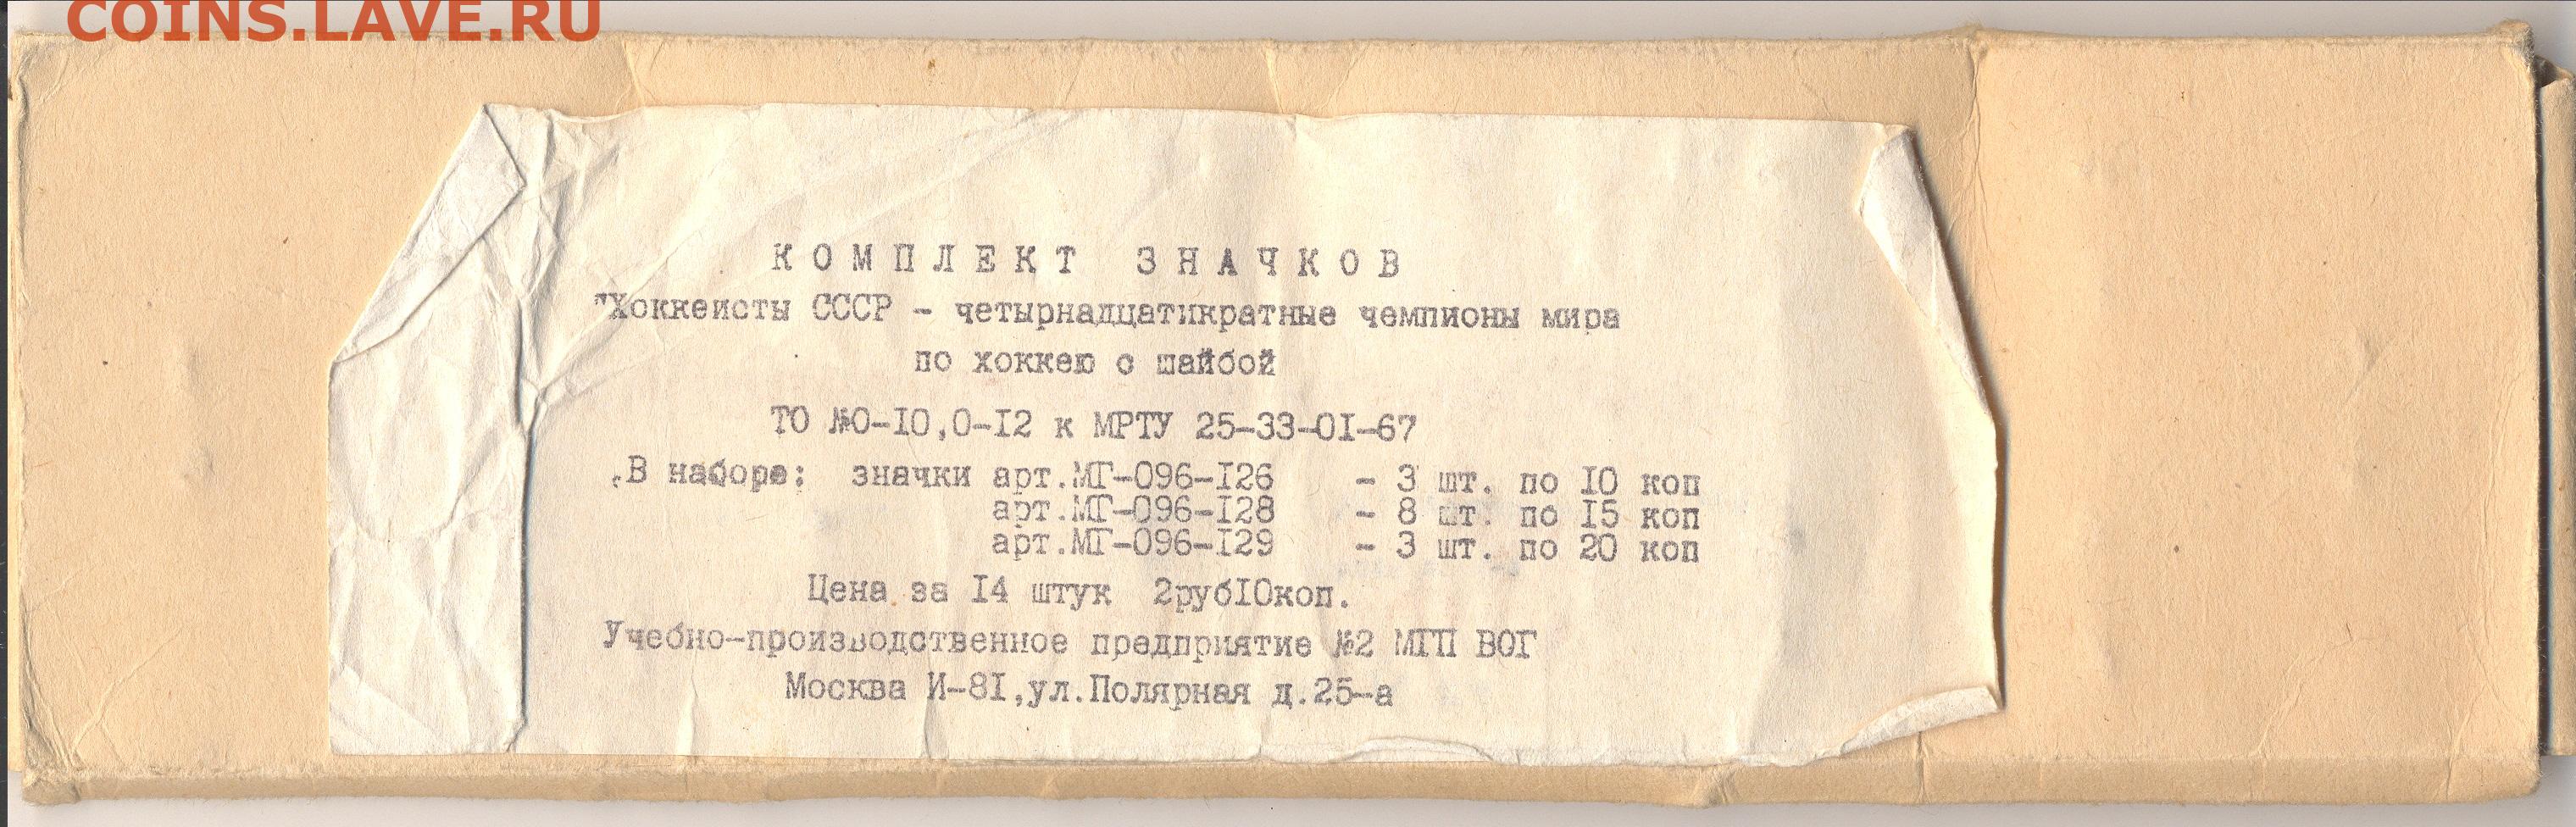 COINS.LAVE.RU
КОМПЛЕКТ ЗНАЧКОВ
"Хоккеисты СССР - четырнадцатикратные чемпионы мира
по хоккею с шайбой
ТО №0-10,0-12 к МРТУ 25-33-01-67
В наборе: значки арт.МГ-096-126 - 3 шт. по 10 коп
арт.МГ-096-128 - 8 шт. по 15 коп
арт.МГ-096-129 - 3 шт. по 20 коп
Цена за 14 штук 2руб10коп.
Учебно-производственное предприятие №2 МГП ВОГ
Москва И-81,ул.Полярная д.25-а